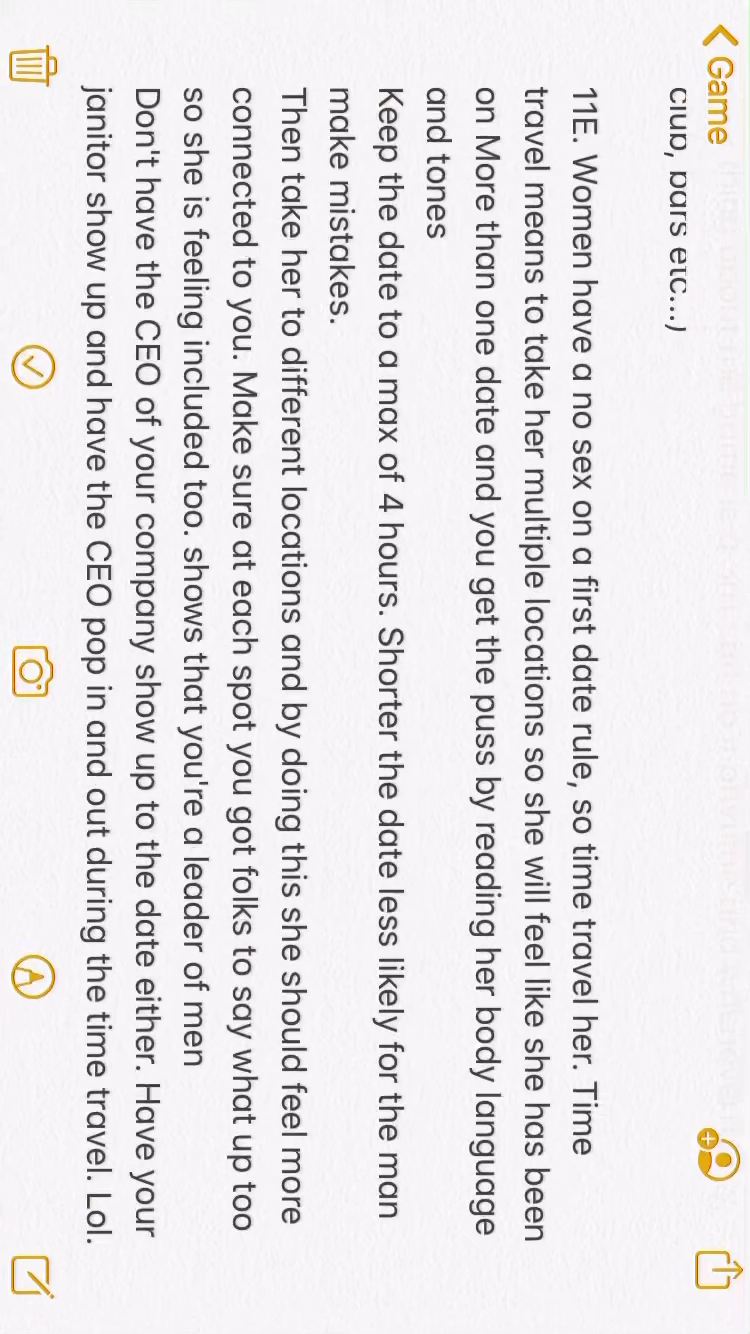 Game
club, bars etc...)
11E. Women have a no sex on a first date rule, so time travel her. Time
travel means to take her multiple locations so she will feel like she has been
on More than one date and you get the puss by reading her body language
and tones
Keep the date to a max of 4 hours. Shorter the date less likely for the man
make mistakes.
Then take her to different locations and by doing this she should feel more
connected to you. Make sure at each spot you got folks to say what up too
so she is feeling included too. shows that you're a leader of men
Don't have the CEO of your company show up to the date either. Have your
janitor show up and have the CEO pop in and out during the time travel. Lol.